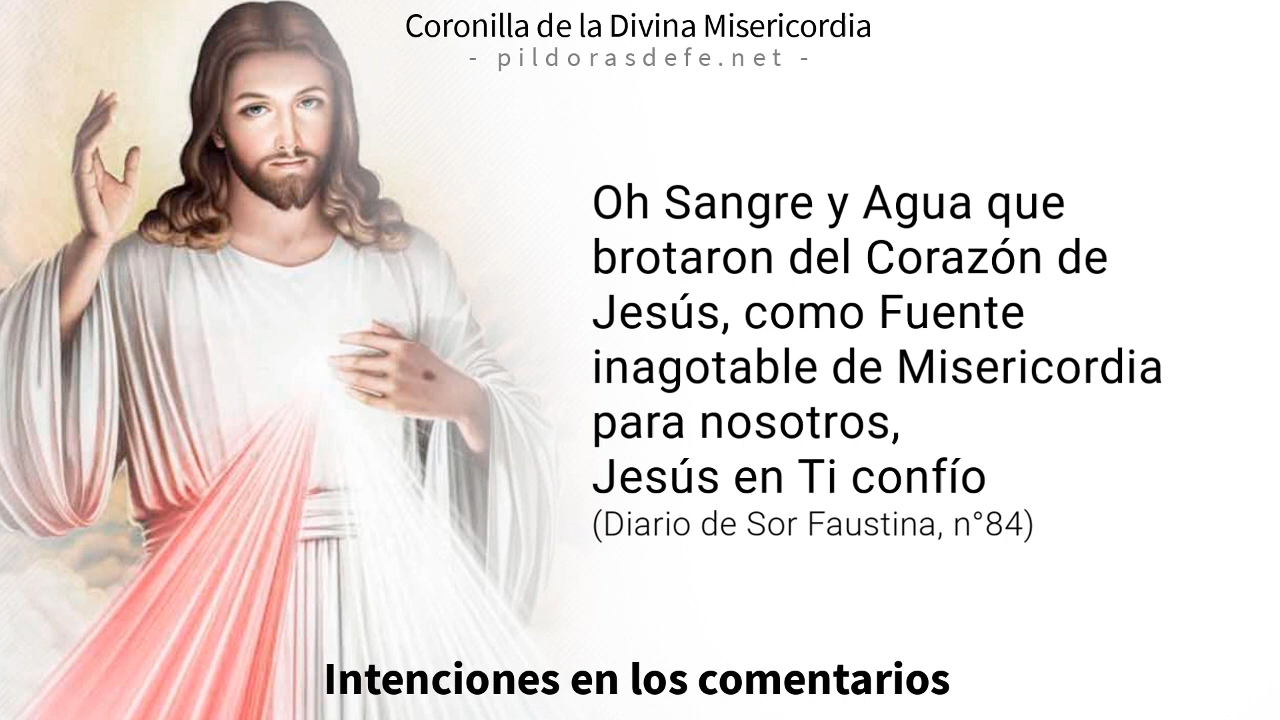 Coronilla de la Divina Misericordia
- pildorasdefe.net -
Oh Sangre y Agua que
brotaron del Corazón de
Jesús, como Fuente
inagotable de Misericordia
para nosotros,
Jesús en Ti confío
(Diario de Sor Faustina, n°84)
Intenciones en los comentarios